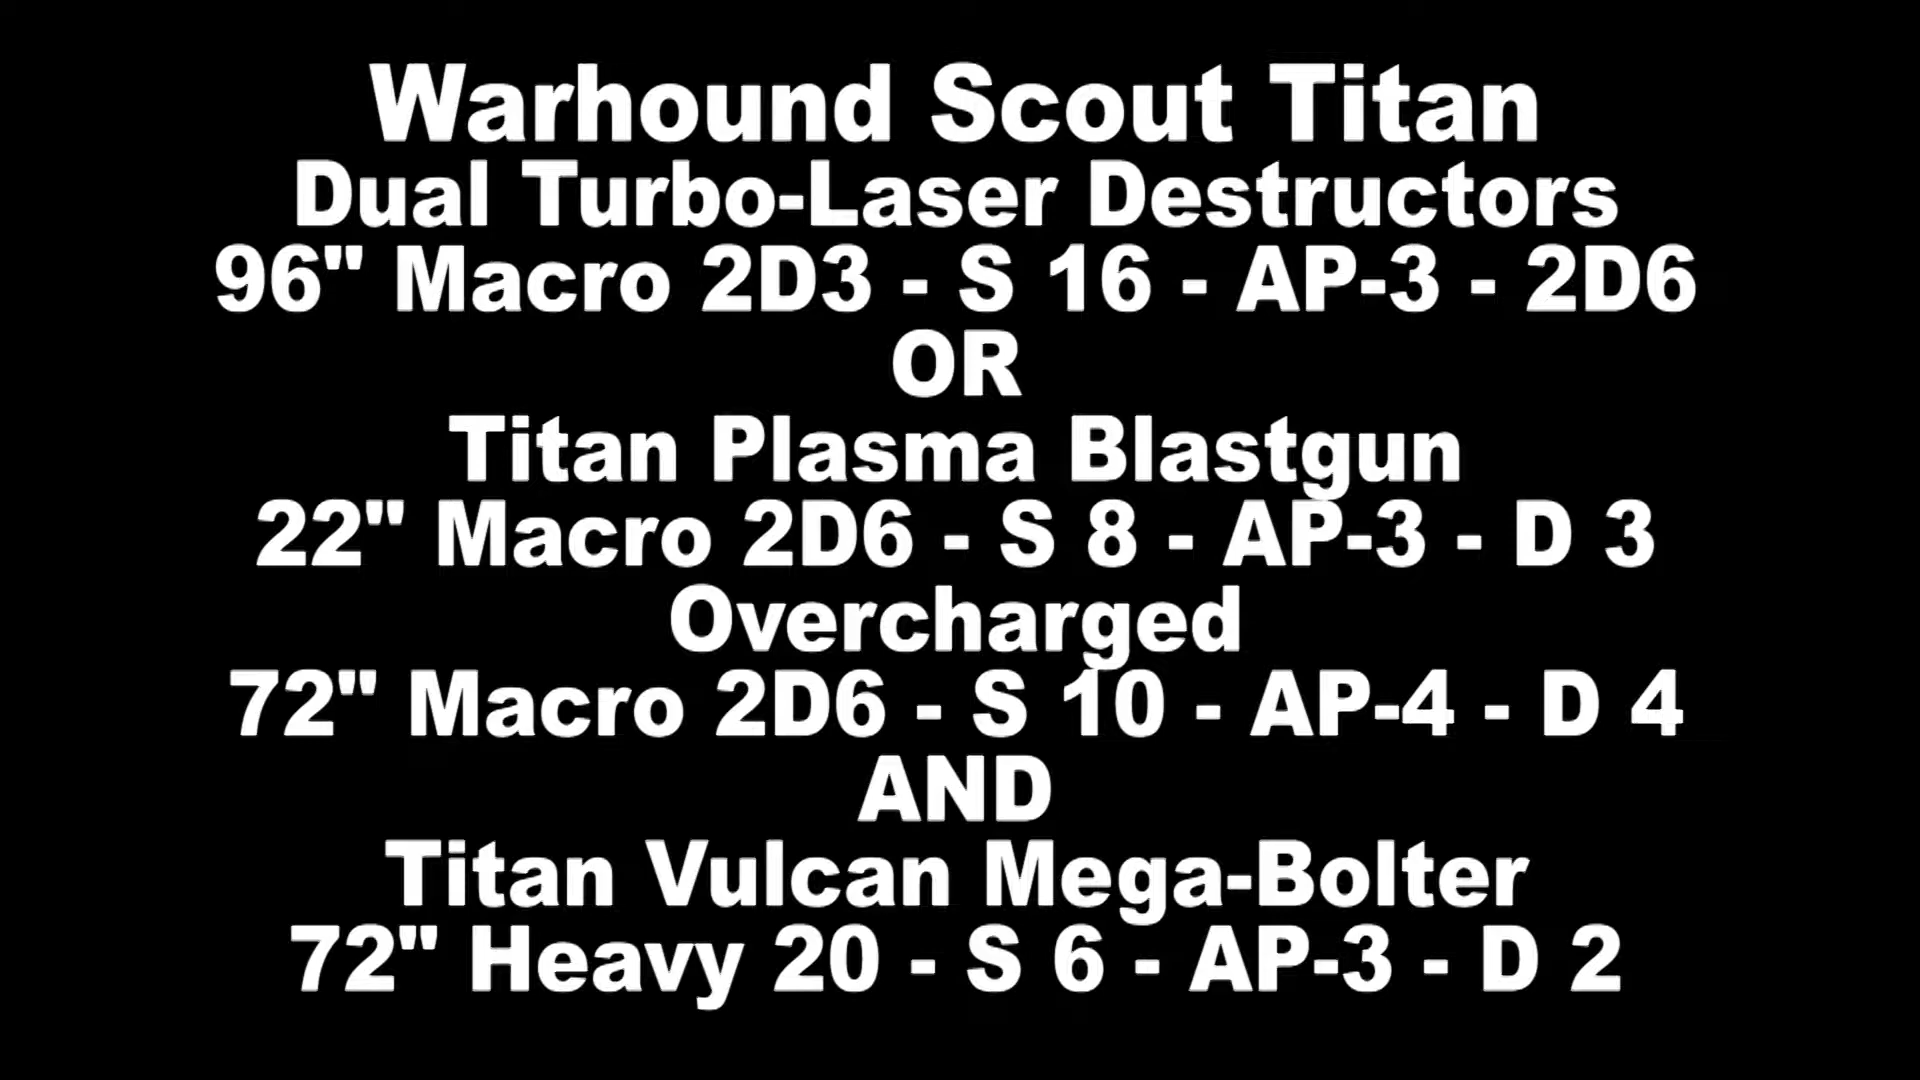 Warhound Scout Titan
Dual Turbo-Laser Destructors
96" Macro 2D3 - S 16 - AP-3 - 2D6
OR
Titan Plasma Blastgun
22" Macro 2D6 - S 8 - AP-3 - D 3
Overcharged
72" Macro 2D6 - S 10 - AP-4 - D 4
AND
Titan Vulcan Mega-Bolter
72" Heavy 20 - S 6 - AP-3 - D 2